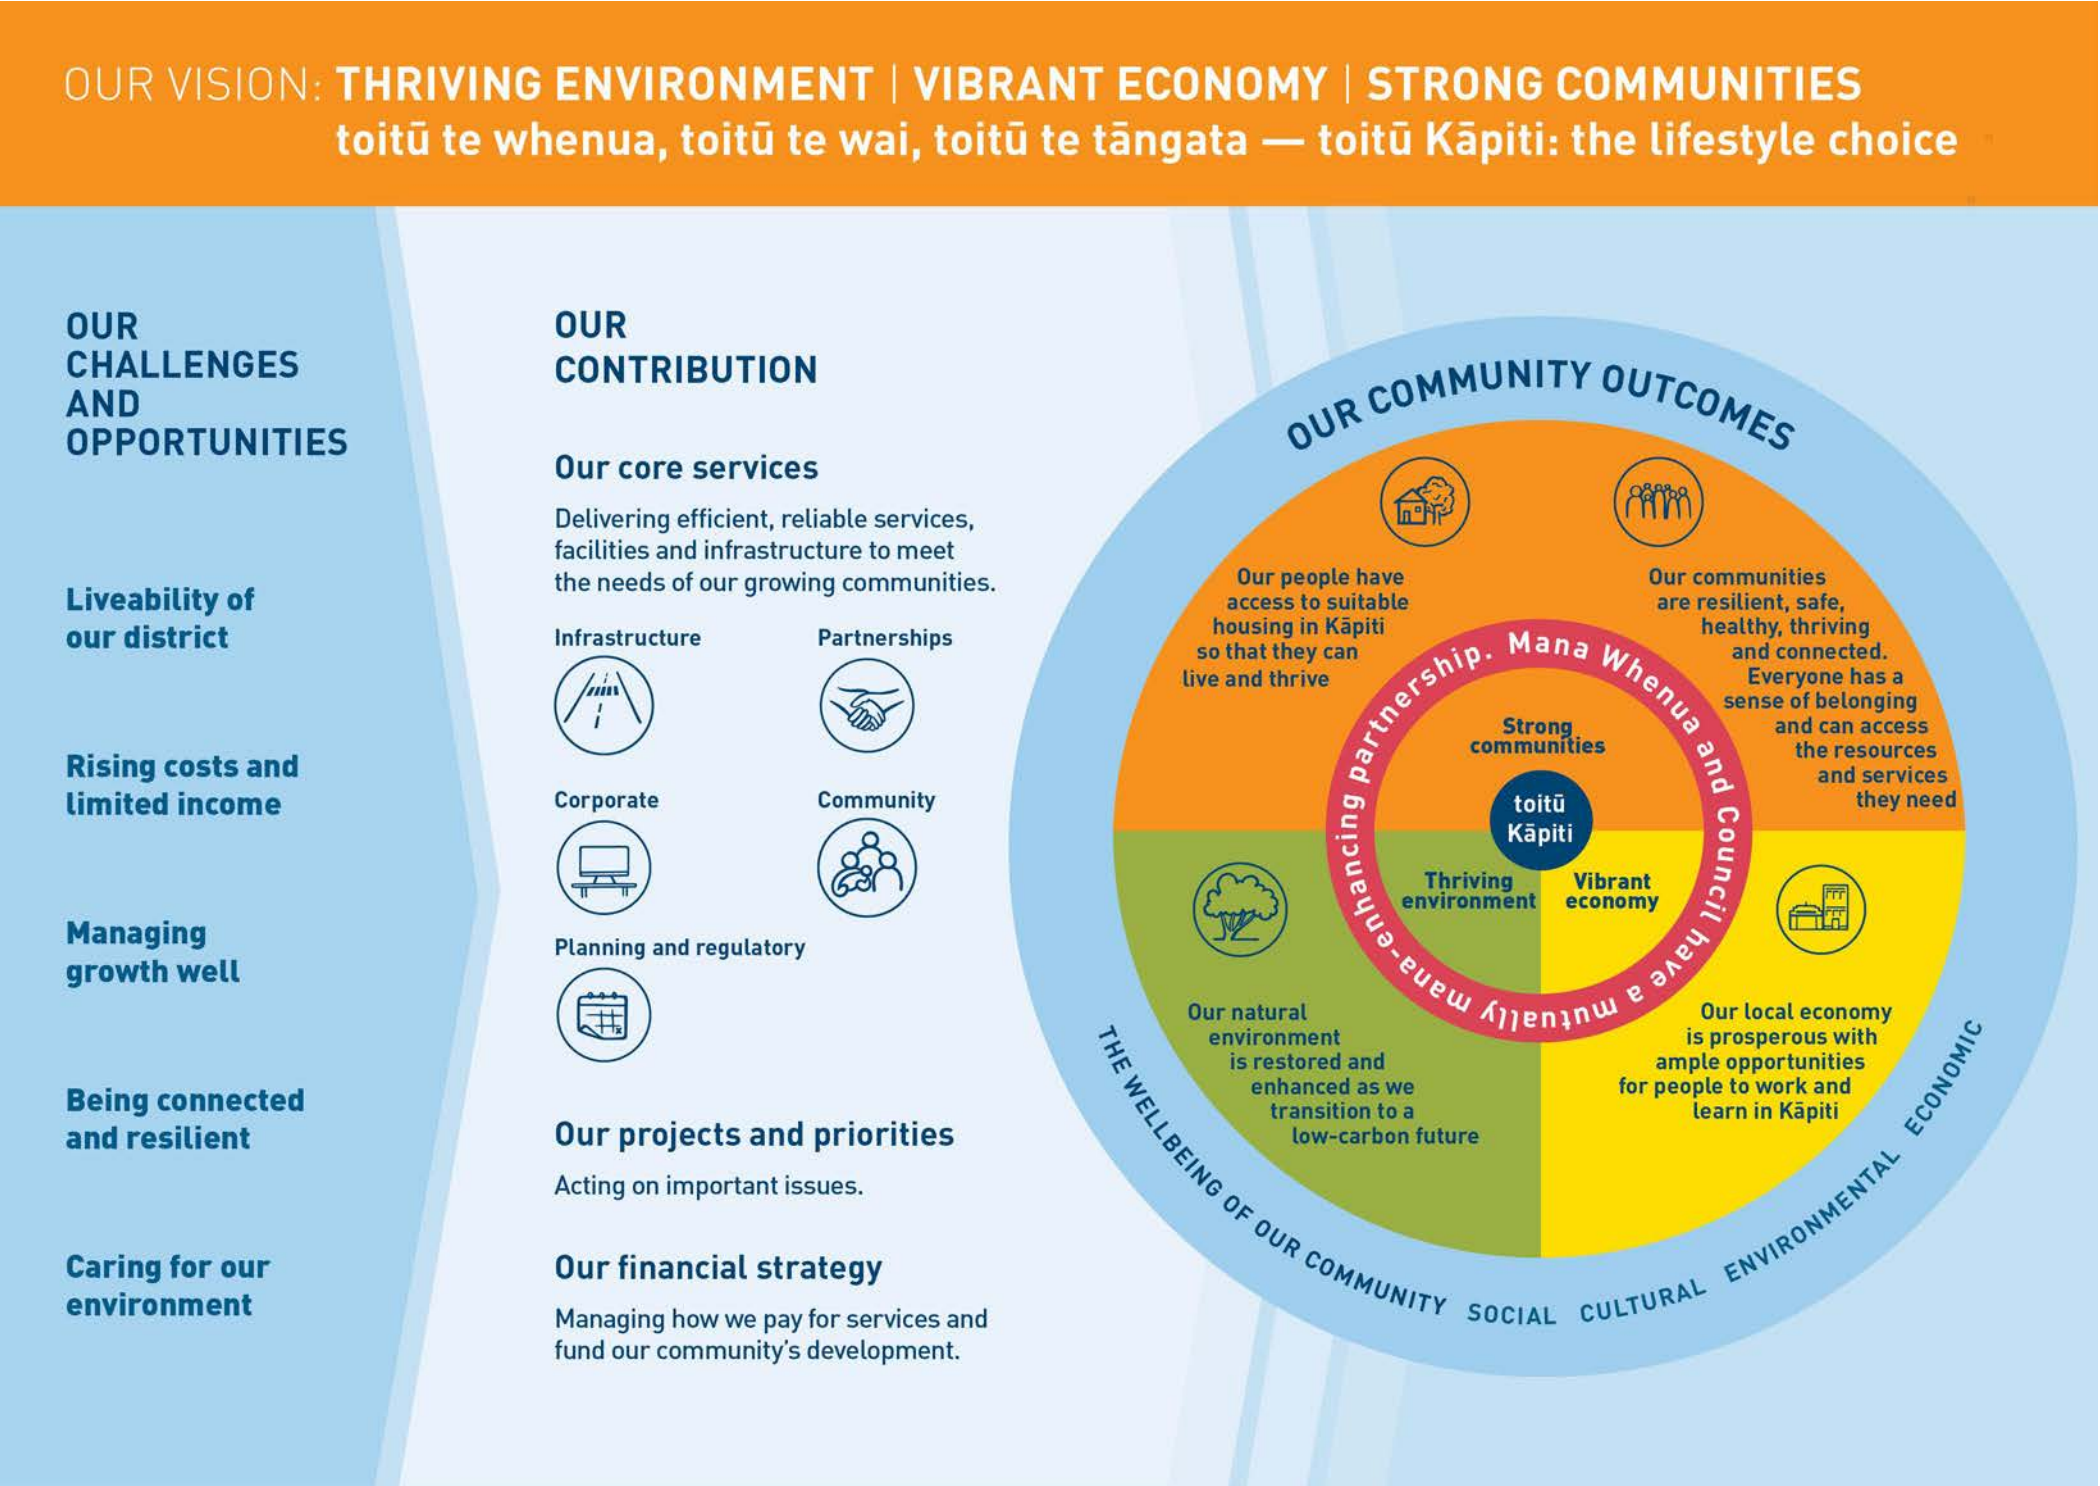 OUR VISION: THRIVING ENVIRONMENT | VIBRANT ECONOMY | STRONG COMMUNITIES
toitū te whenua, toitū te wai, toitū te tāngata — toitū Kāpiti: the lifestyle choice
OUR
CHALLENGES
AND
OPPORTUNITIES
Liveability of
our district
Rising costs and
limited income
Managing
growth well
Being connected
and resilient
Caring for our
environment
OUR
CONTRIBUTION
Our core services
Delivering efficient, reliable services,
facilities and infrastructure to meet
the needs of our growing communities.
Infrastructure
Partnerships
Corporate
Community
Planning and regulatory
Our projects and priorities
Acting on important issues.
Our financial strategy
Managing how we pay for services and
fund our community's development.
OUR COMMUNITY OUTCOMES
Our people have
access to suitable
housing in Kāpiti
so that they can
live and thrive
Our communities
are resilient, safe,
healthy, thriving
and connected.
Everyone has a
sense of belonging
and can access
the resources
and services
they need
Mana Whenua and Council have a mutually mana-enhancing partnership.
Strong
communities
toitū
Kāpiti
Thriving
environment
Vibrant
economy
Our natural
environment
is restored and
enhanced as we
transition to a
low-carbon future
Our local economy
is prosperous with
ample opportunities
for people to work and
learn in Kāpiti
THE WELLBEING OF OUR COMMUNITY SOCIAL CULTURAL ENVIRONMENTAL ECONOMIC